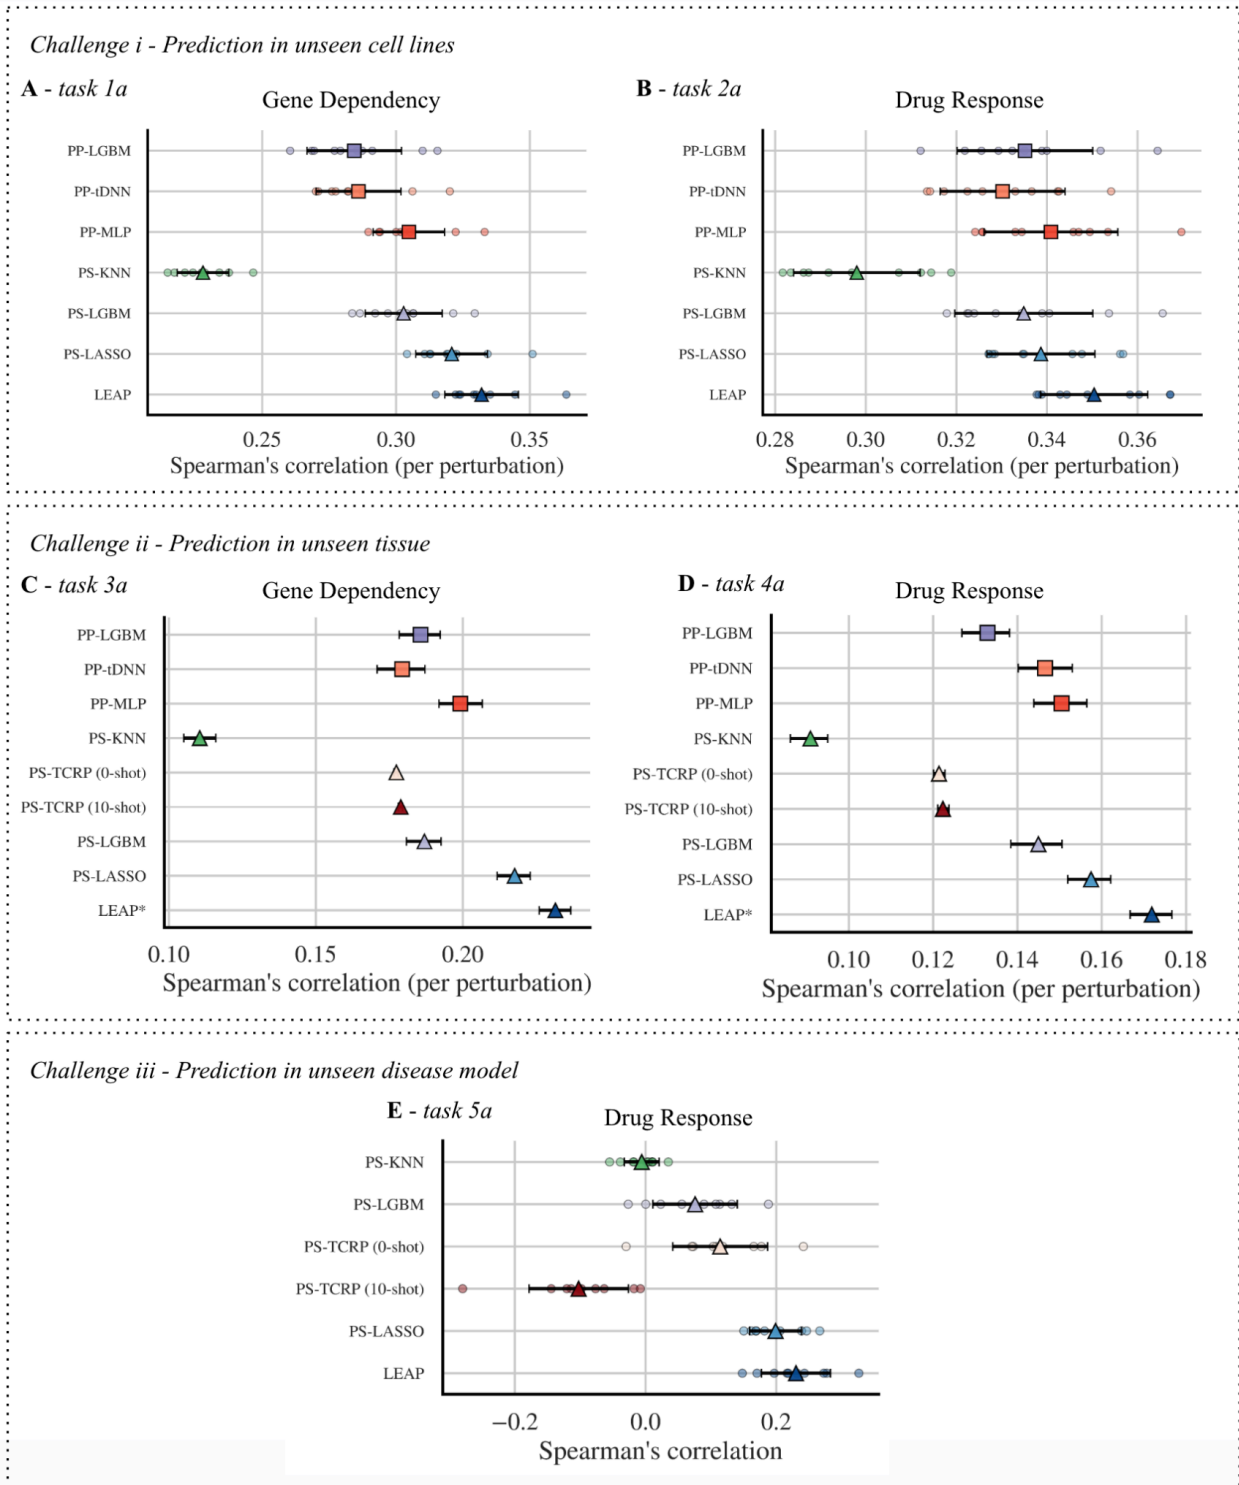 Challenge i - Prediction in unseen cell lines
A - task 1a
Gene Dependency
PP-LGBM
PP-tDNN
PP-MLP
PS-KNN
PS-LGBM
PS-LASSO
LEAP
0.25 0.30 0.35
Spearman's correlation (per perturbation)
B - task 2a
Drug Response
PP-LGBM
PP-tDNN
PP-MLP
PS-KNN
PS-LGBM
PS-LASSO
LEAP
0.28 0.30 0.32 0.34 0.36
Spearman's correlation (per perturbation)
Challenge ii - Prediction in unseen tissue
C - task 3a
Gene Dependency
PP-LGBM
PP-tDNN
PP-MLP
PS-KNN
PS-TCRP (0-shot)
PS-TCRP (10-shot)
PS-LGBM
PS-LASSO
LEAP*
0.10 0.15 0.20
Spearman's correlation (per perturbation)
D - task 4a
Drug Response
PP-LGBM
PP-tDNN
PP-MLP
PS-KNN
PS-TCRP (0-shot)
PS-TCRP (10-shot)
PS-LGBM
PS-LASSO
LEAP*
0.10 0.12 0.14 0.16 0.18
Spearman's correlation (per perturbation)
Challenge iii - Prediction in unseen disease model
E - task 5a
Drug Response
PS-KNN
PS-LGBM
PS-TCRP (0-shot)
PS-TCRP (10-shot)
PS-LASSO
LEAP
−0.2 0.0 0.2
Spearman's correlation